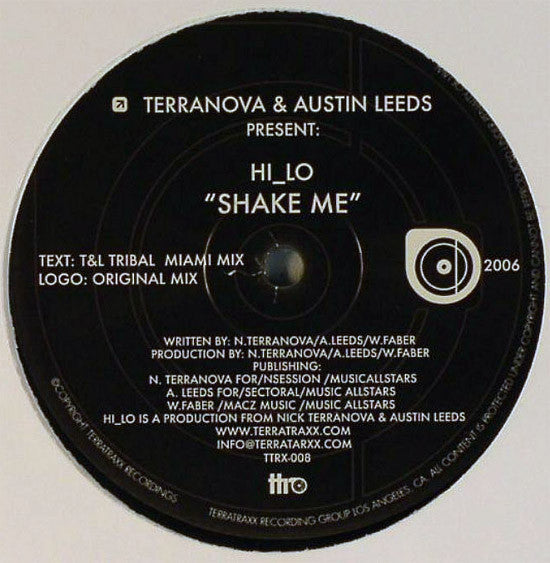 TERRANOVA & AUSTIN LEEDS
PRESENT:
HI_LO
"SHAKE ME"
TEXT: T&L TRIBAL MIAMI MIX
LOGO: ORIGINAL MIX
2006
WRITTEN BY: N.TERRANOVA/A.LEEDS/W.FABER
PRODUCTION BY: N.TERRANOVA/A.LEEDS/W.FABER
PUBLISHING:
N. TERRANOVA FOR/NSESSION /MUSICALLSTARS
A. LEEDS FOR/SECTORAL/MUSIC ALLSTARS
W.FABER /MACZ MUSIC /MUSIC ALLSTARS
HI_LO IS A PRODUCTION FROM NICK TERRANOVA & AUSTIN LEEDS
WWW.TERRATRAXX.COM
INFO@TERRATARXX.COM
TTRX-008
ttro
©COPYRIGHT TERRATRAXX RECORDINGS
TERRATRAXX RECORDING GROUP LOS ANGELES, CA. ALL CONTENT IS PROTECTED UNDER COPYRIGHT AND CANNOT BE